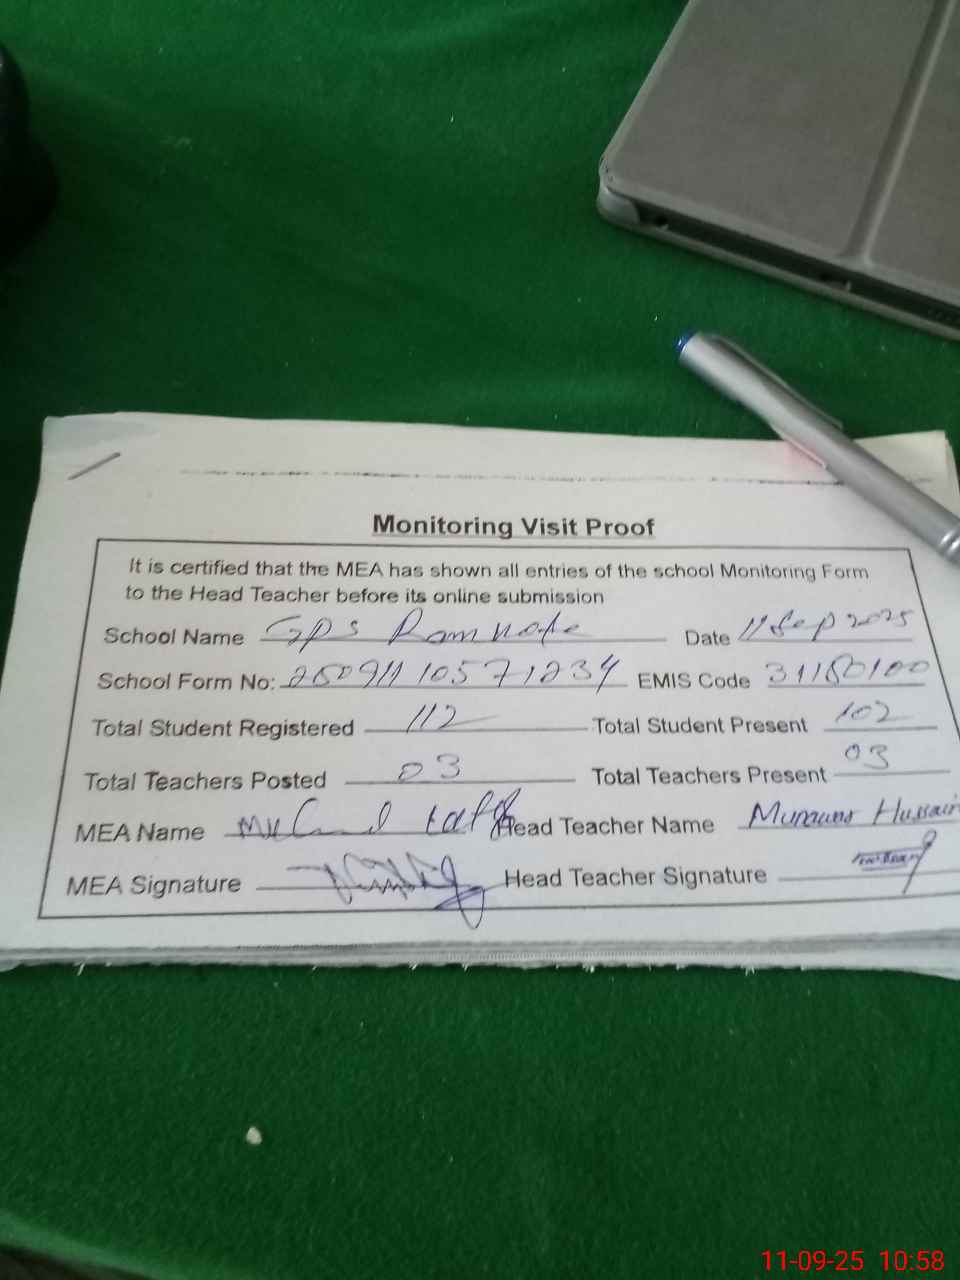 Monitoring Visit Proof
It is certified that the MEA has shown all entries of the school Monitoring Form
to the Head Teacher before its online submission
School Name GPS Date 11 Sep 2025
School Form No: EMIS Code 31180100
Total Student Registered 112 Total Student Present 102
Total Teachers Posted 03 Total Teachers Present 03
MEA Name Head Teacher Name Hussain
MEA Signature Head Teacher Signature
11-09-25 10:58